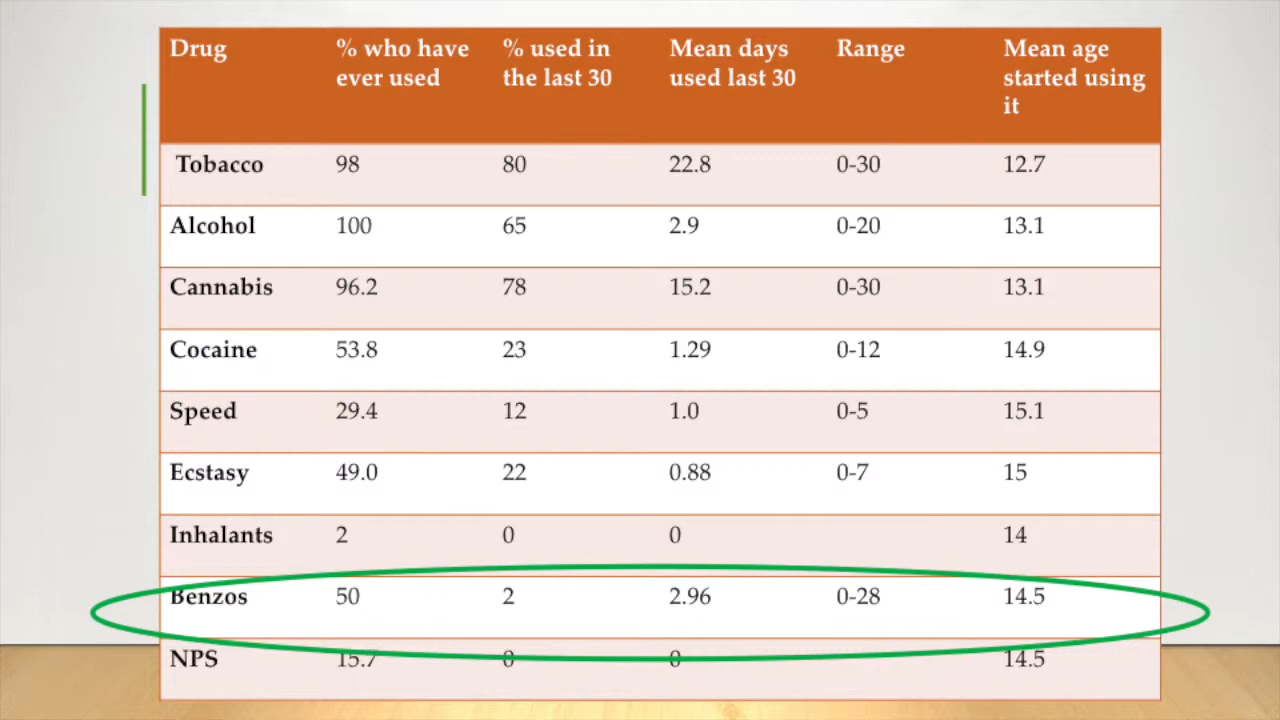 Drug % who have ever used % used in the last 30 Mean days used last 30 Range Mean age started using it
Tobacco 98 80 22.8 0-30 12.7
Alcohol 100 65 2.9 0-20 13.1
Cannabis 96.2 78 15.2 0-30 13.1
Cocaine 53.8 23 1.29 0-12 14.9
Speed 29.4 12 1.0 0-5 15.1
Ecstasy 49.0 22 0.88 0-7 15
Inhalants 2 0 0 14
Benzos 50 2 2.96 0-28 14.5
NPS 15.7 0 0 14.5